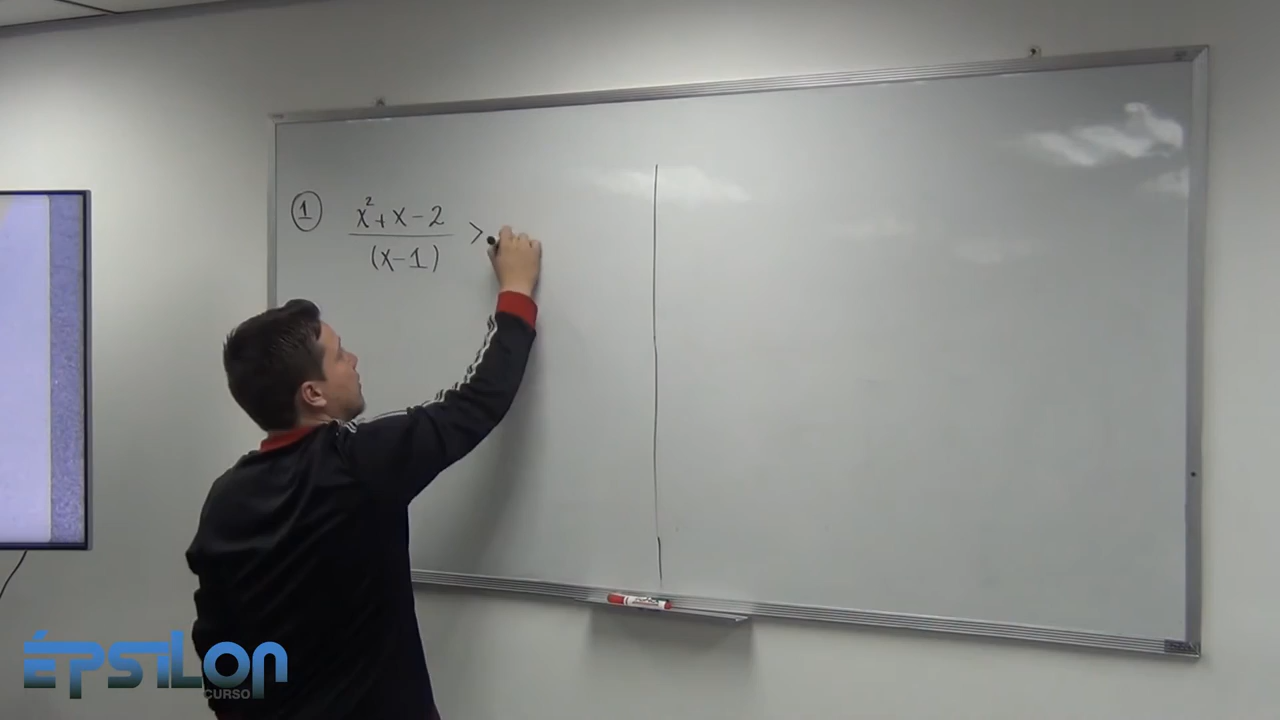 ① x² + x - 2
(x - 1) >
ÉPSILON
CURSO